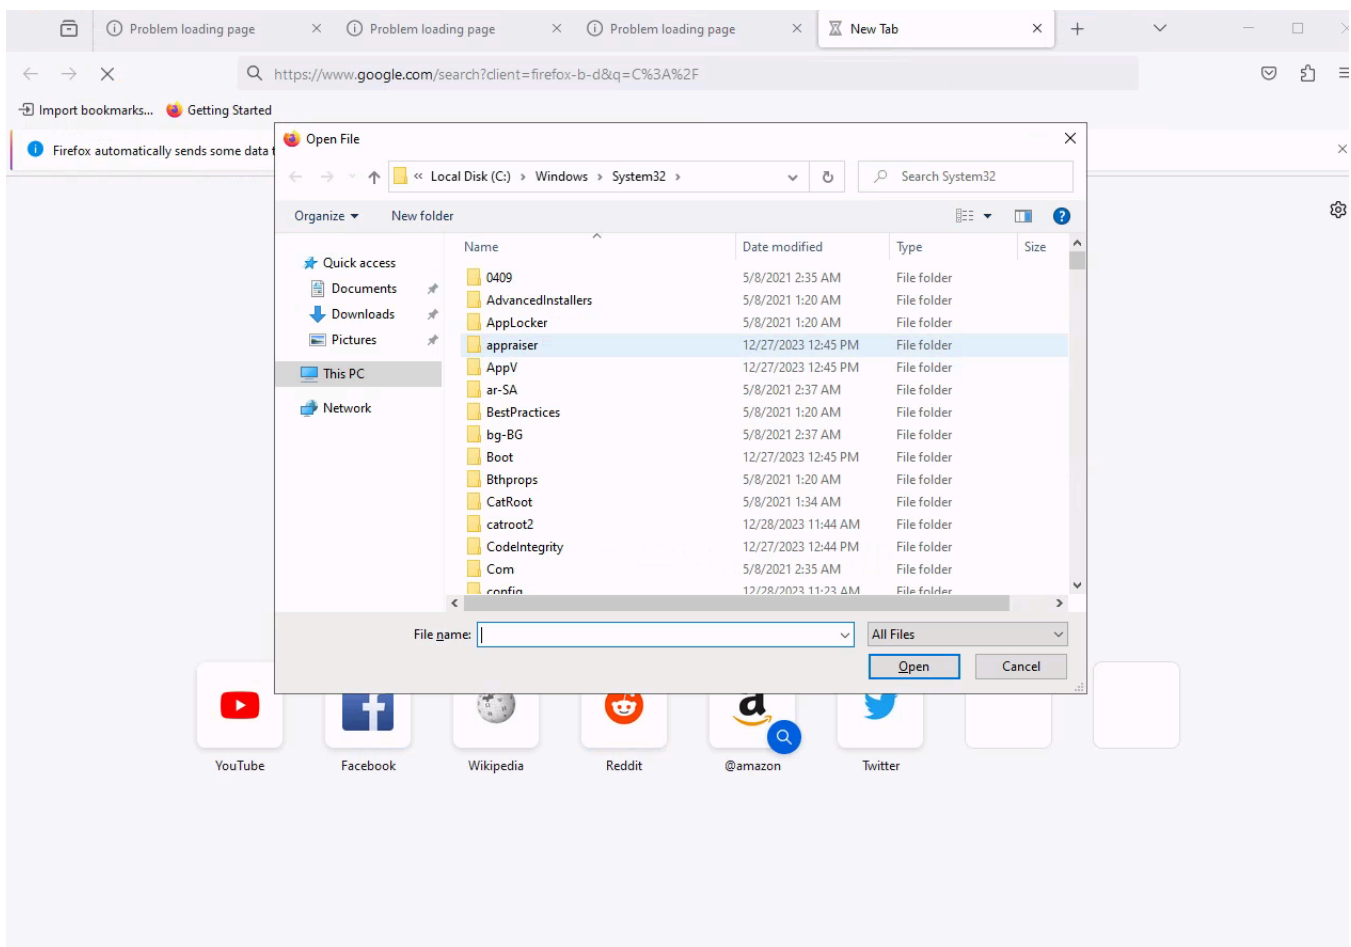 Problem loading page
Problem loading page
Problem loading page
New Tab
https://www.google.com/search?client=firefox-b-d&q=C%3A%2F
Import bookmarks...
Getting Started
Firefox automatically sends some data t
Open File
« Local Disk (C:) › Windows › System32 ›
Search System32
Organize
New folder
Quick access
Documents
Downloads
Pictures
This PC
Network
Name Date modified Type Size
0409 5/8/2021 2:35 AM File folder
AdvancedInstallers 5/8/2021 1:20 AM File folder
AppLocker 5/8/2021 1:20 AM File folder
appraiser 12/27/2023 12:45 PM File folder
AppV 12/27/2023 12:45 PM File folder
ar-SA 5/8/2021 2:37 AM File folder
BestPractices 5/8/2021 1:20 AM File folder
bg-BG 5/8/2021 2:37 AM File folder
Boot 12/27/2023 12:45 PM File folder
Bthprops 5/8/2021 1:20 AM File folder
CatRoot 5/8/2021 1:34 AM File folder
catroot2 12/28/2023 11:44 AM File folder
CodeIntegrity 12/27/2023 12:44 PM File folder
Com 5/8/2021 2:35 AM File folder
config 12/28/2023 11:23 AM File folder
File name:
All Files
Open
Cancel
YouTube
Facebook
Wikipedia
Reddit
@amazon
Twitter